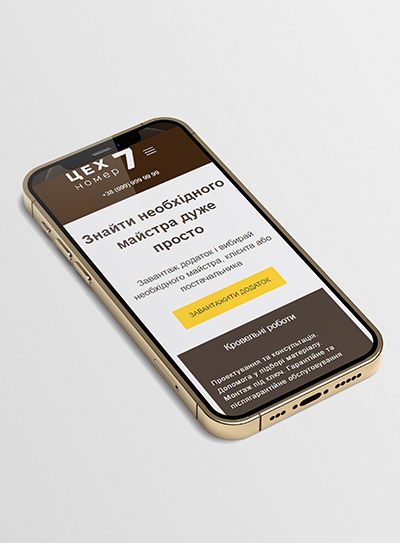 ЦЕХ 7
номер
+38 (099) 999 99 99
Знайти необхідного
майстра дуже
просто
Завантаж додаток і вибирай
необхідного майстра, клієнта або
постачальника
ЗАВАНТАЖИТИ ДОДАТОК
Кровельні роботи
Проектування та консультація.
Допомога у підборі матеріалу
Монтаж під ключ. Гарантійне та
післягарантійне обслуговування